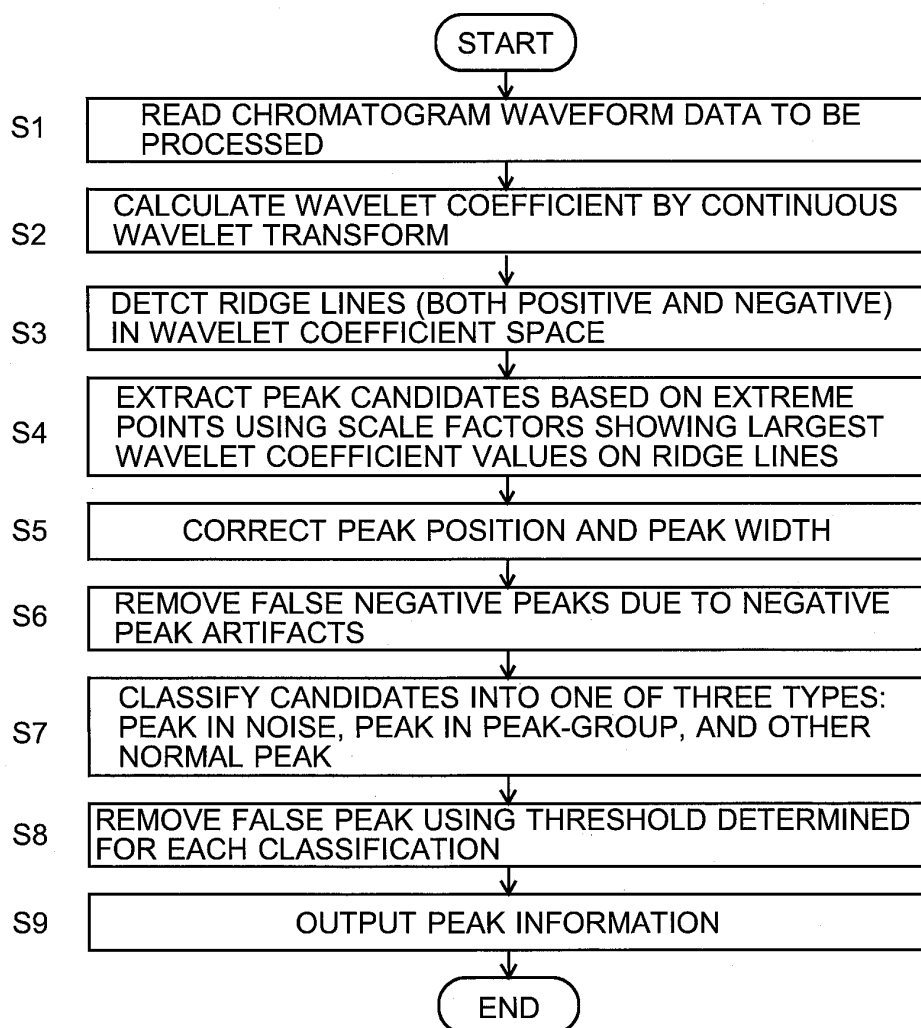 START
S1
READ CHROMATOGRAM WAVEFORM DATA TO BE
PROCESSED
S2
CALCULATE WAVELET COEFFICIENT BY CONTINUOUS
WAVELET TRANSFORM
S3
DETCT RIDGE LINES (BOTH POSITIVE AND NEGATIVE)
IN WAVELET COEFFICIENT SPACE
S4
EXTRACT PEAK CANDIDATES BASED ON EXTREME
POINTS USING SCALE FACTORS SHOWING LARGEST
WAVELET COEFFICIENT VALUES ON RIDGE LINES
S5
CORRECT PEAK POSITION AND PEAK WIDTH
S6
REMOVE FALSE NEGATIVE PEAKS DUE TO NEGATIVE
PEAK ARTIFACTS
S7
CLASSIFY CANDIDATES INTO ONE OF THREE TYPES:
PEAK IN NOISE, PEAK IN PEAK-GROUP, AND OTHER
NORMAL PEAK
S8
REMOVE FALSE PEAK USING THRESHOLD DETERMINED
FOR EACH CLASSIFICATION
S9
OUTPUT PEAK INFORMATION
END